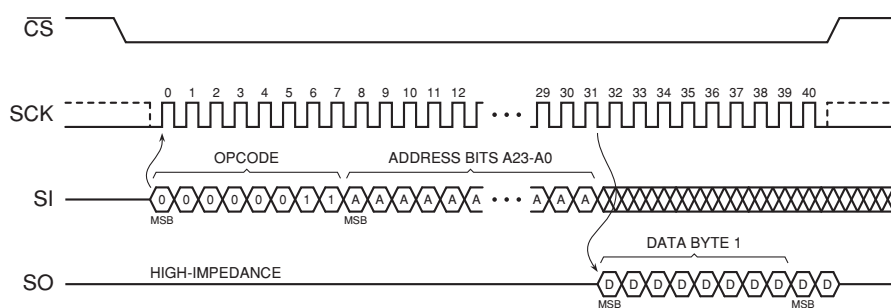 CS
0 1 2 3 4 5 6 7 8 9 10 11 12 29 30 31 32 33 34 35 36 37 38 39 40
SCK
OPCODE ADDRESS BITS A23-A0
SI 0 0 0 0 0 0 1 1 A A A A A A A A A
MSB MSB
DATA BYTE 1
SO HIGH-IMPEDANCE D D D D D D D D D D
MSB MSB